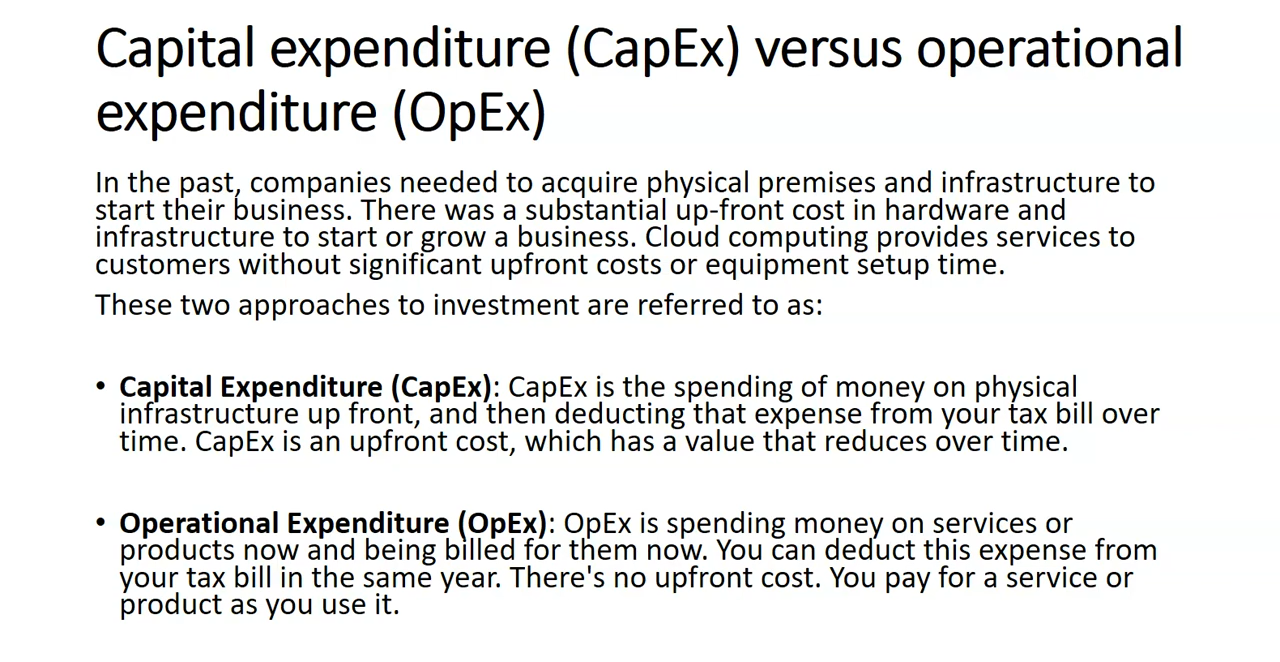 Capital expenditure (CapEx) versus operational
expenditure (OpEx)
In the past, companies needed to acquire physical premises and infrastructure to
start their business. There was a substantial up-front cost in hardware and
infrastructure to start or grow a business. Cloud computing provides services to
customers without significant upfront costs or equipment setup time.
These two approaches to investment are referred to as:
• Capital Expenditure (CapEx): CapEx is the spending of money on physical
infrastructure up front, and then deducting that expense from your tax bill over
time. CapEx is an upfront cost, which has a value that reduces over time.
• Operational Expenditure (OpEx): OpEx is spending money on services or
products now and being billed for them now. You can deduct this expense from
your tax bill in the same year. There's no upfront cost. You pay for a service or
product as you use it.